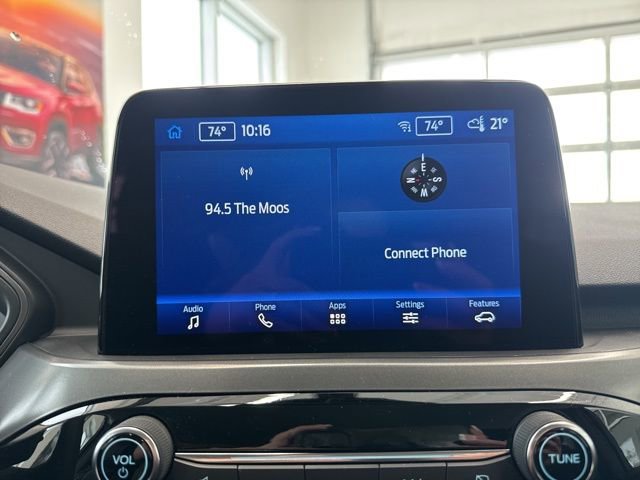 74° 10:16 74° 21°
94.5 The Moos
E
N S
W
Connect Phone
Audio Phone Apps Settings Features
VOL TUNE